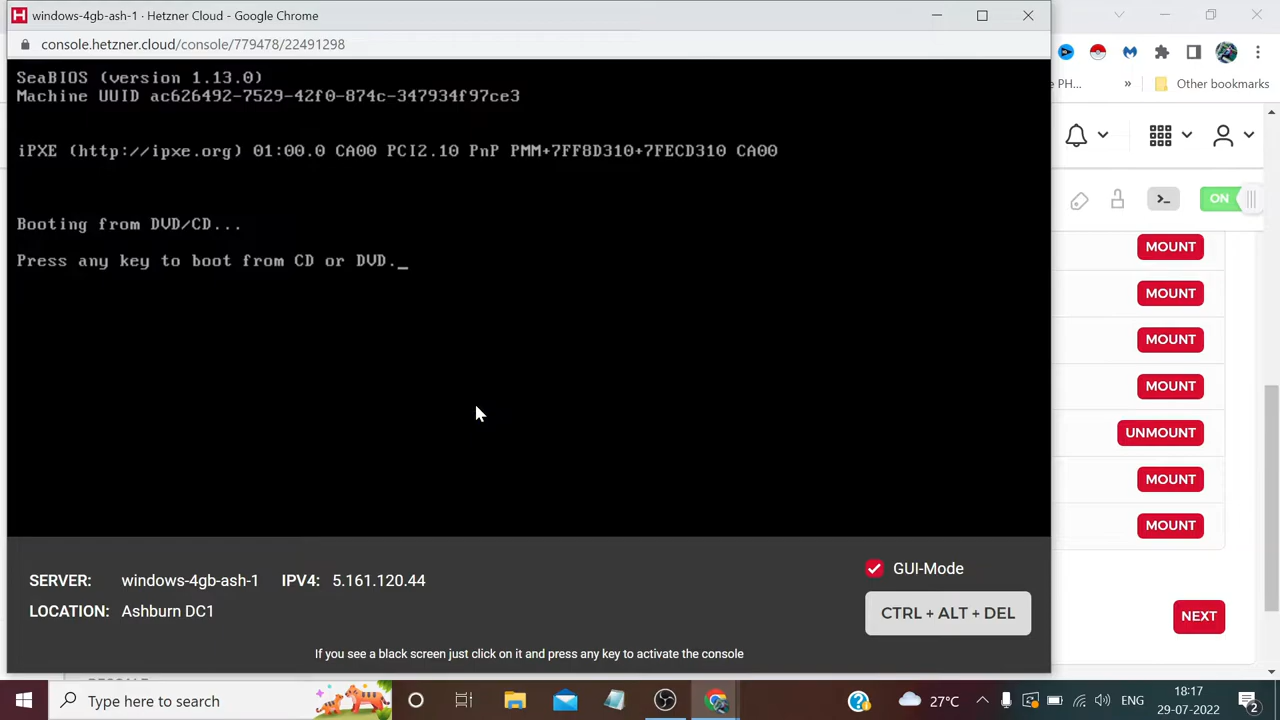 windows-4gb-ash-1 · Hetzner Cloud - Google Chrome
console.hetzner.cloud/console/779478/22491298
SeaBIOS (version 1.13.0)
Machine UUID ac626492-7529-42f0-874c-347934f97ce3
iPXE (http://ipxe.org) 01:00.0 CA00 PCI2.10 PnP PMM+7FF8D310+7FECD310 CA00
Booting from DVD/CD...
Press any key to boot from CD or DVD._
SERVER: windows-4gb-ash-1 IPV4: 5.161.120.44
LOCATION: Ashburn DC1
GUI-Mode
CTRL + ALT + DEL
If you see a black screen just click on it and press any key to activate the console
e PH... » Other bookmarks
ON
MOUNT
MOUNT
MOUNT
MOUNT
UNMOUNT
MOUNT
MOUNT
NEXT
Type here to search
27°C
ENG
18:17
29-07-2022
2